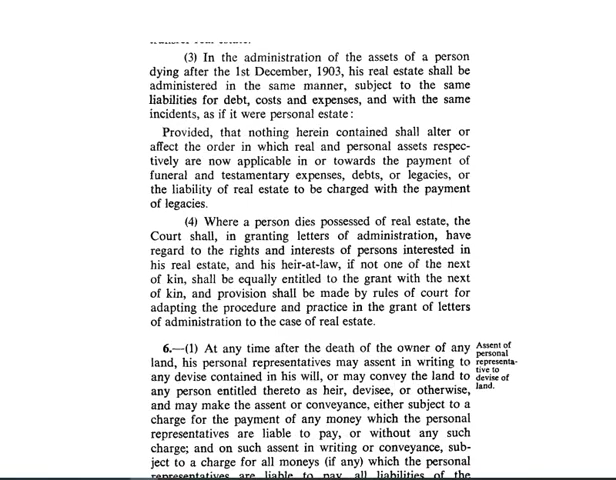 (3) In the administration of the assets of a person
dying after the 1st December, 1903, his real estate shall be
administered in the same manner, subject to the same
liabilities for debt, costs and expenses, and with the same
incidents, as if it were personal estate:
Provided, that nothing herein contained shall alter or
affect the order in which real and personal assets respec-
tively are now applicable in or towards the payment of
funeral and testamentary expenses, debts, or legacies, or
the liability of real estate to be charged with the payment
of legacies.
(4) Where a person dies possessed of real estate, the
Court shall, in granting letters of administration, have
regard to the rights and interests of persons interested in
his real estate, and his heir-at-law, if not one of the next
of kin, shall be equally entitled to the grant with the next
of kin, and provision shall be made by rules of court for
adapting the procedure and practice in the grant of letters
of administration to the case of real estate.
6.—(1) At any time after the death of the owner of any
land, his personal representatives may assent in writing to
any devise contained in his will, or may convey the land to
any person entitled thereto as heir, devisee, or otherwise,
and may make the assent or conveyance, either subject to a
charge for the payment of any money which the personal
representatives are liable to pay, or without any such
charge; and on such assent in writing or conveyance, sub-
ject to a charge for all moneys (if any) which the personal
representatives are liable to pay, all liabilities of the
Assent of
personal
representa-
tive to
devise of
land.